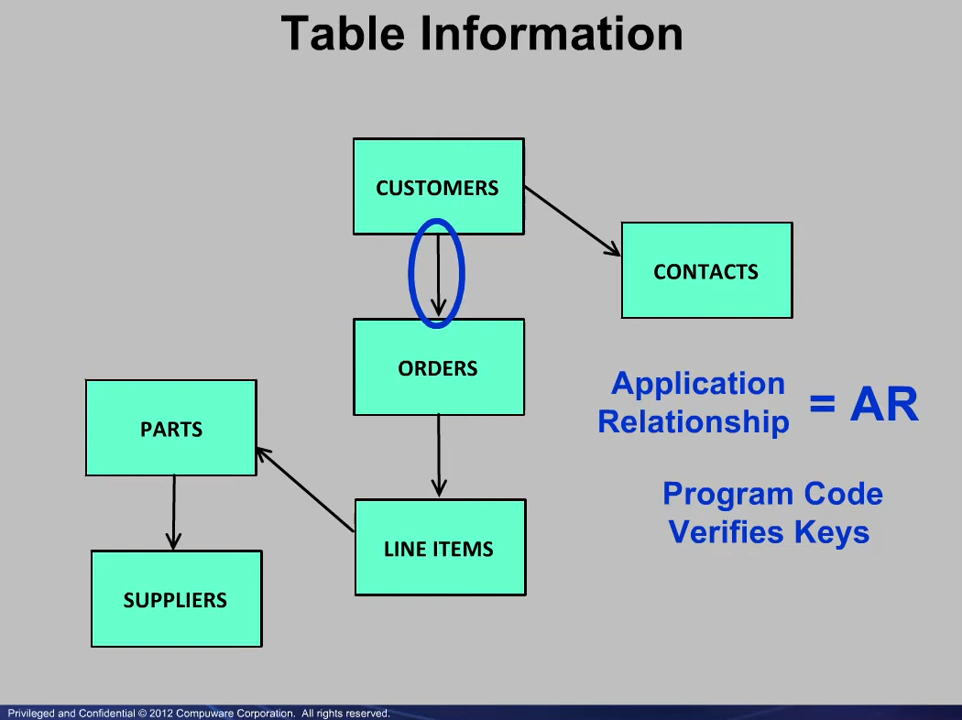 Table Information
CUSTOMERS
CONTACTS
ORDERS
Application
Relationship
= AR
PARTS
Program Code
Verifies Keys
LINE ITEMS
SUPPLIERS
Privileged and Confidential © 2012 Compuware Corporation. All rights reserved.